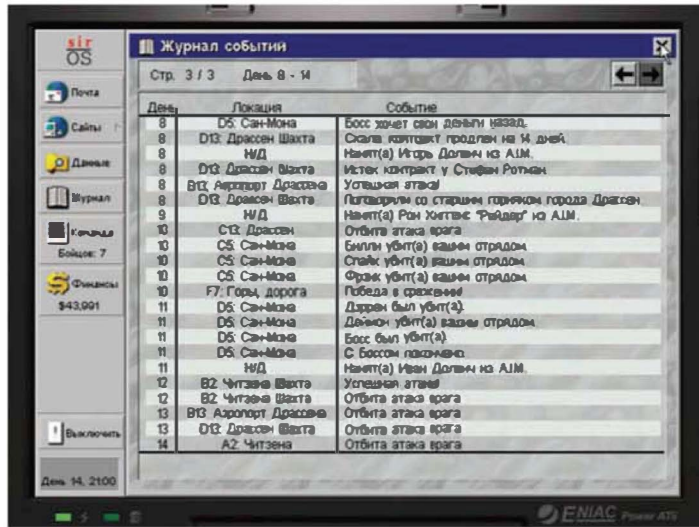 sir
OS
Журнал событий
Стр. 3 / 3 День 8 - 14
Почта
Сайты
Данные
Журнал
Команда
Бойцов: 7
Финансы
$43,991
Выключить
День 14, 21:00
День Локация Событие
8 D5: Сан-Мона Босс хочет свои деньги назад.
8 D13: Драссен Шахта Скала контракт продлен на 14 дней.
8 Н/Д Нанят(а) Игорь Долвич из A.I.M.
8 D13: Драссен Шахта Истек контракт у Стефан Ротман.
8 B13: Аэропорт Драссена Успешная атака!
8 D13: Драссен Шахта Поговорили со старшим горняком города Драссен.
9 Н/Д Нанят(а) Рон Хиггенс "Рейдер" из A.I.M.
10 C13: Драссен Отбита атака врага
10 C5: Сан-Мона Билли убит(а) вашим отрядом.
10 C5: Сан-Мона Спайк убит(а) вашим отрядом.
10 C5: Сан-Мона Фрэнк убит(а) вашим отрядом.
10 F7: Горы, дорога Победа в сражении!
11 D5: Сан-Мона Дэррен был убит(а).
11 D5: Сан-Мона Деймон убит(а) вашим отрядом.
11 D5: Сан-Мона Босс был убит(а).
11 D5: Сан-Мона С Боссом покончено.
11 Н/Д Нанят(а) Иван Долвич из A.I.M.
12 B2: Читзена Шахта Успешная атака!
12 B2: Читзена Шахта Отбита атака врага
13 B13: Аэропорт Драссена Отбита атака врага
13 D13: Драссен Шахта Отбита атака врага
14 A2: Читзена Отбита атака врага
ENIAC Power ATi